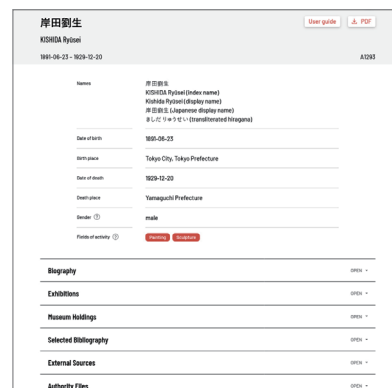 岸田劉生
User guide
PDF
KISHIDA Ryūsei
1891-06-23 - 1929-12-20
A1293
Names
岸田劉生
KISHIDA Ryūsei (index name)
Kishida Ryūsei (display name)
岸田劉生 (Japanese display name)
きしだ りゅうせい (transliterated hiragana)
Date of birth
1891-06-23
Birth place
Tokyo City, Tokyo Prefecture
Date of death
1929-12-20
Death place
Yamaguchi Prefecture
Gender ?
male
Fields of activity ?
Painting Sculpture
Biography
OPEN
Exhibitions
OPEN
Museum Holdings
OPEN
Selected Bibliography
OPEN
External Sources
OPEN
Authority Files
OPEN